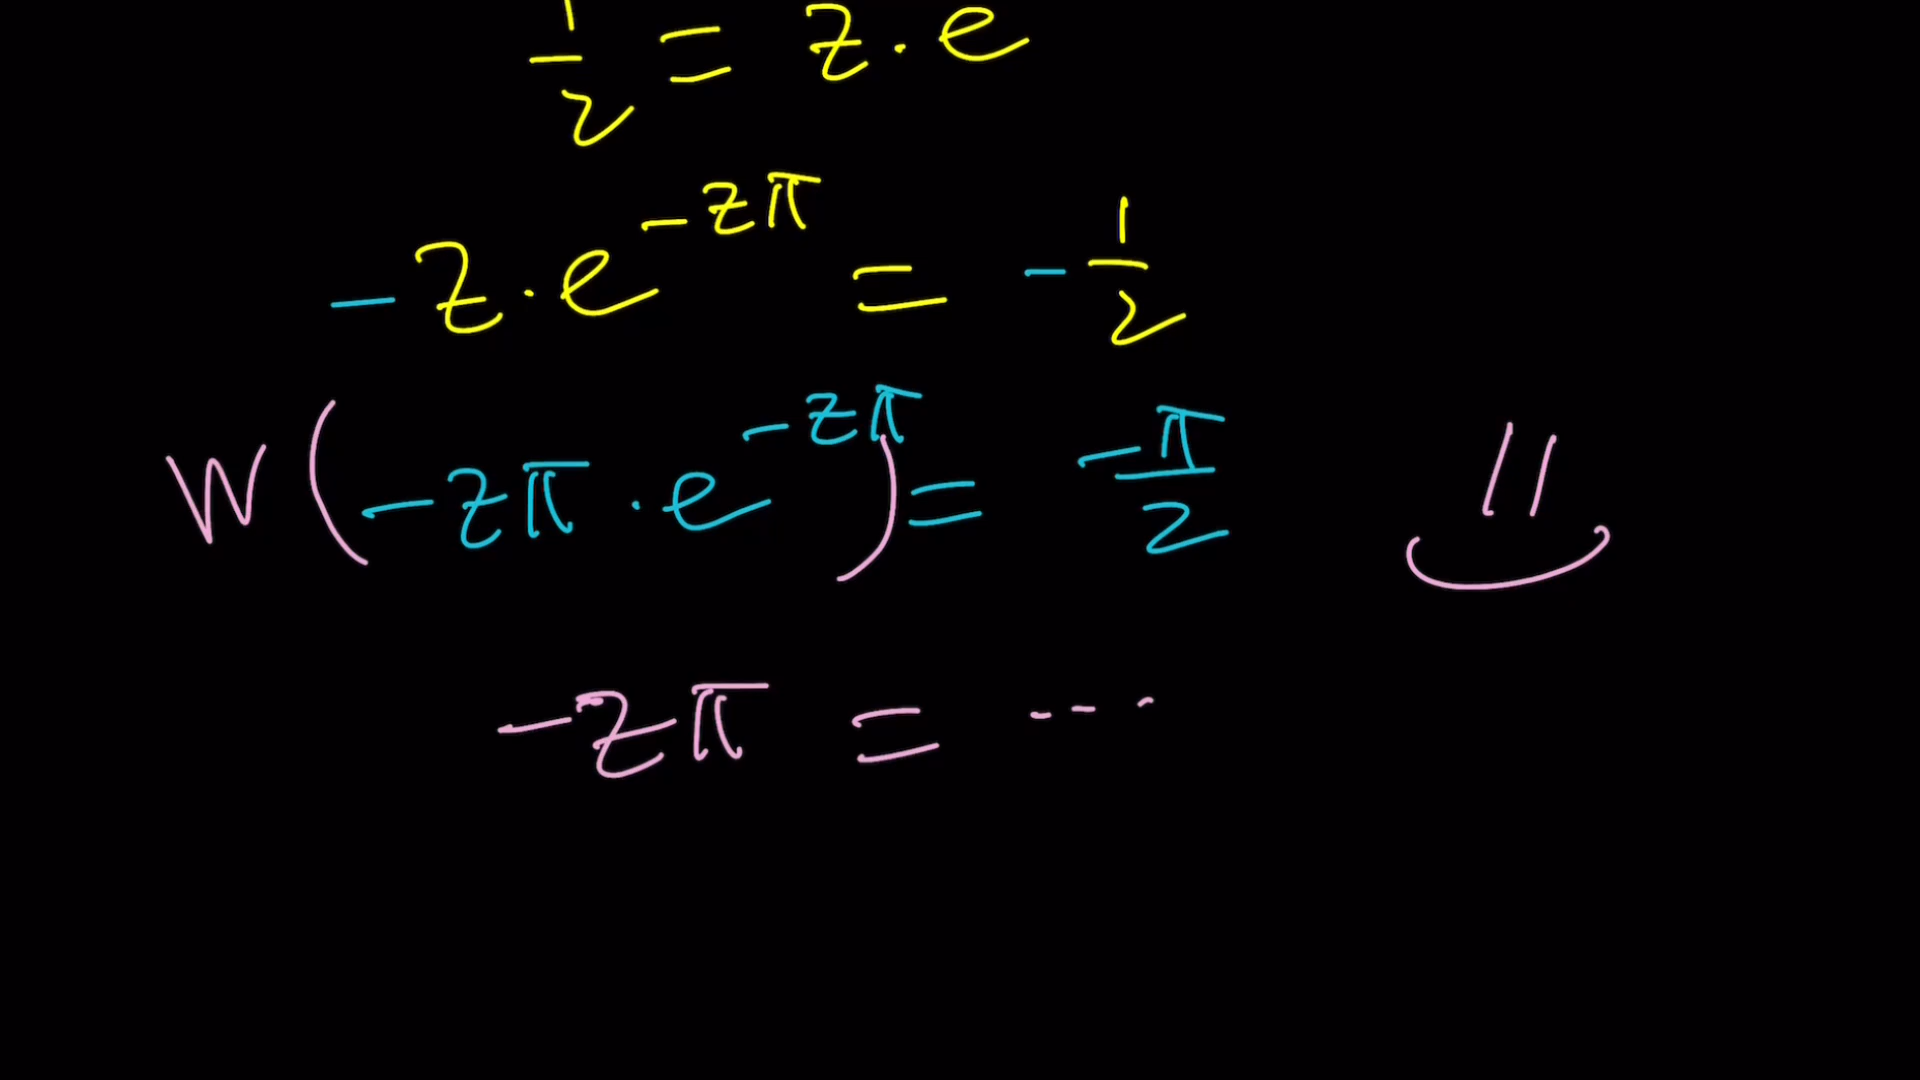 1/2 = z · e
-z · e^(-zπ) = -1/2
W(-zπ · e^(-zπ)) = -π/2
-zπ = ...